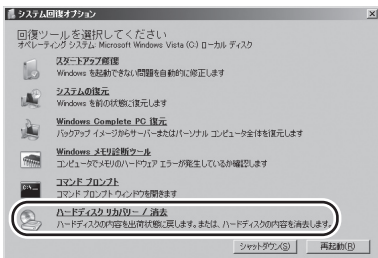 システム回復オプション
回復ツールを選択してください
オペレーティング システム: Microsoft Windows Vista (C:) ローカル ディスク
スタートアップ修復
Windows を起動できない問題を自動的に修正します
システムの復元
Windows を前の状態に復元します
Windows Complete PC 復元
バックアップ イメージからサーバーまたはパーソナル コンピュータ全体を復元します
Windows メモリ診断ツール
コンピュータでメモリのハードウェア エラーが発生しているか確認します
コマンド プロンプト
コマンド プロンプト ウィンドウを開きます
ハードディスク リカバリー / 消去
ハードディスクの内容を出荷状態に戻します。または、ハードディスクの内容を消去します。
シャットダウン(S)
再起動(R)